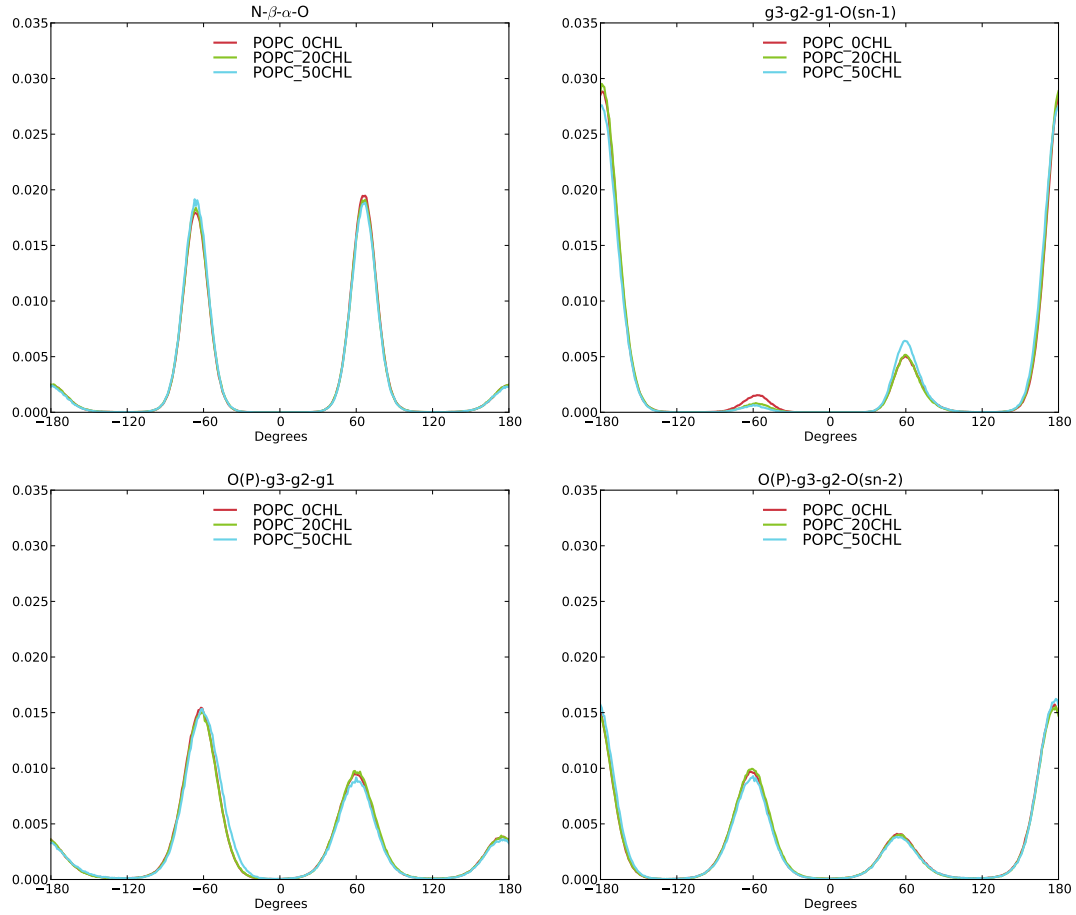 N-β-α-O
POPC_0CHL
POPC_20CHL
POPC_50CHL
0.035
0.030
0.025
0.020
0.015
0.010
0.005
0.000
−180 −120 −60 0 60 120 180
Degrees
g3-g2-g1-O(sn-1)
POPC_0CHL
POPC_20CHL
POPC_50CHL
0.035
0.030
0.025
0.020
0.015
0.010
0.005
0.000
−180 −120 −60 0 60 120 180
Degrees
O(P)-g3-g2-g1
POPC_0CHL
POPC_20CHL
POPC_50CHL
0.035
0.030
0.025
0.020
0.015
0.010
0.005
0.000
−180 −120 −60 0 60 120 180
Degrees
O(P)-g3-g2-O(sn-2)
POPC_0CHL
POPC_20CHL
POPC_50CHL
0.035
0.030
0.025
0.020
0.015
0.010
0.005
0.000
−180 −120 −60 0 60 120 180
Degrees